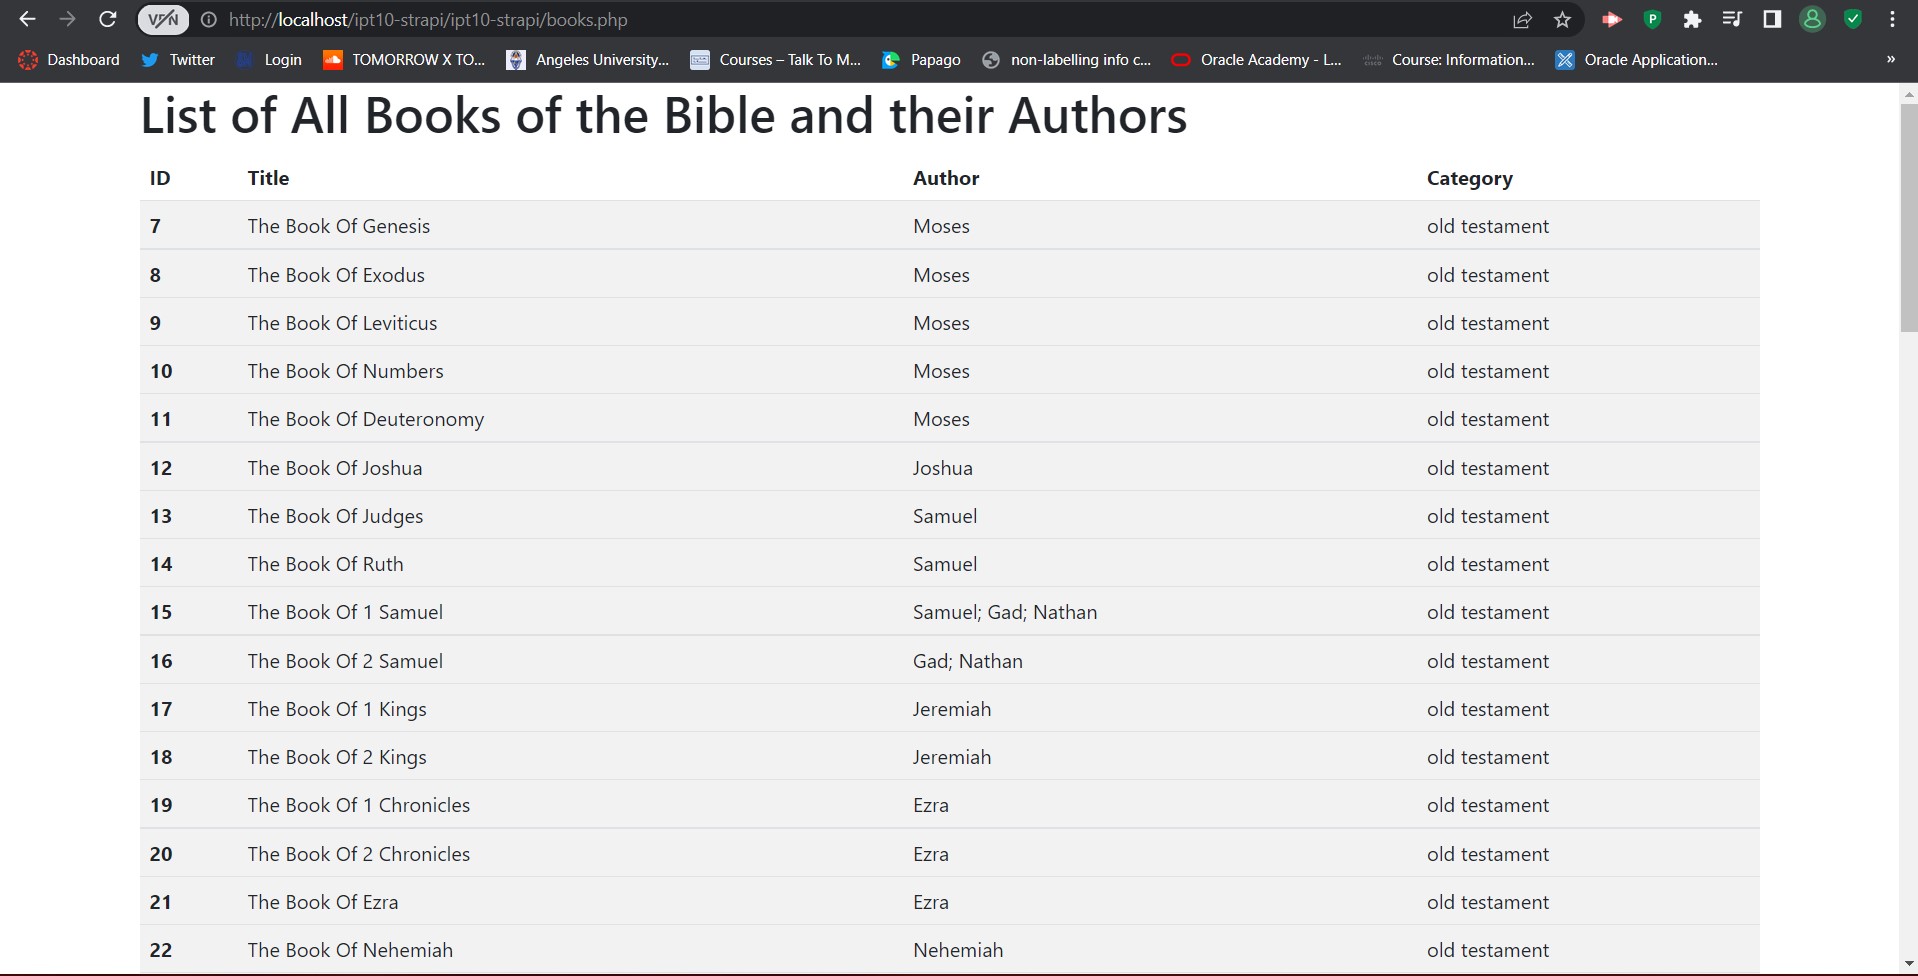 VPN http://localhost/ipt10-strapi/ipt10-strapi/books.php
Dashboard Twitter Login TOMORROW X TO... Angeles University... Courses – Talk To M... Papago non-labelling info c... Oracle Academy - L... Course: Information... Oracle Application... »
List of All Books of the Bible and their Authors
ID Title Author Category
7 The Book Of Genesis Moses old testament
8 The Book Of Exodus Moses old testament
9 The Book Of Leviticus Moses old testament
10 The Book Of Numbers Moses old testament
11 The Book Of Deuteronomy Moses old testament
12 The Book Of Joshua Joshua old testament
13 The Book Of Judges Samuel old testament
14 The Book Of Ruth Samuel old testament
15 The Book Of 1 Samuel Samuel; Gad; Nathan old testament
16 The Book Of 2 Samuel Gad; Nathan old testament
17 The Book Of 1 Kings Jeremiah old testament
18 The Book Of 2 Kings Jeremiah old testament
19 The Book Of 1 Chronicles Ezra old testament
20 The Book Of 2 Chronicles Ezra old testament
21 The Book Of Ezra Ezra old testament
22 The Book Of Nehemiah Nehemiah old testament